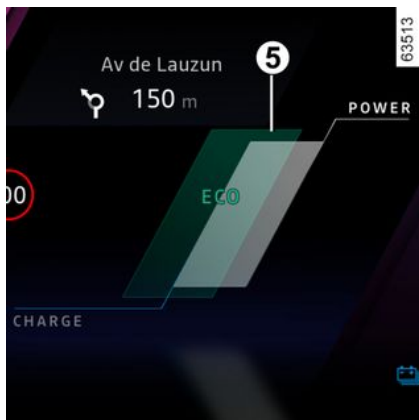 63513
Av de Lauzun
5
150 m
POWER
00
ECO
CHARGE